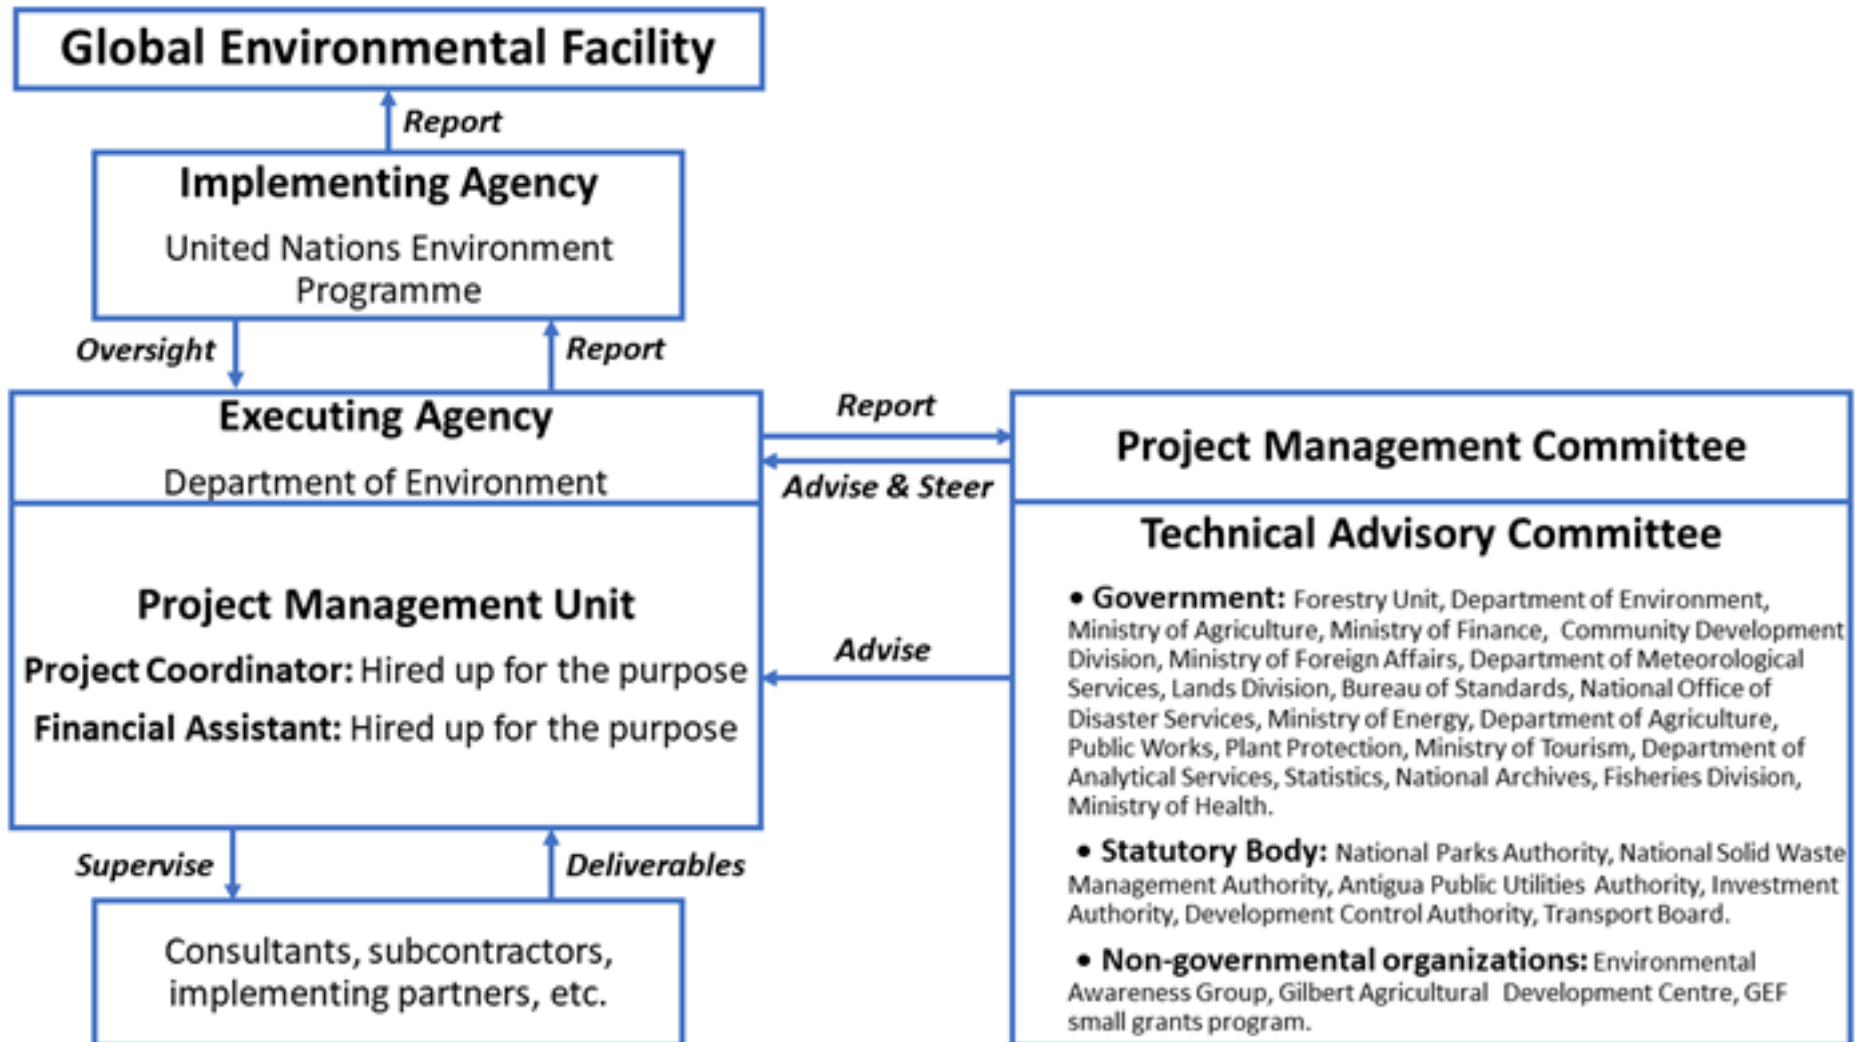 Global Environmental Facility
Report
Implementing Agency
United Nations Environment
Programme
Oversight
Report
Executing Agency
Department of Environment
Report
Advise & Steer
Project Management Committee
Project Management Unit
Project Coordinator: Hired up for the purpose
Financial Assistant: Hired up for the purpose
Advise
Technical Advisory Committee
• Government: Forestry Unit, Department of Environment,
Ministry of Agriculture, Ministry of Finance, Community Development
Division, Ministry of Foreign Affairs, Department of Meteorological
Services, Lands Division, Bureau of Standards, National Office of
Disaster Services, Ministry of Energy, Department of Agriculture,
Public Works, Plant Protection, Ministry of Tourism, Department of
Analytical Services, Statistics, National Archives, Fisheries Division,
Ministry of Health.
• Statutory Body: National Parks Authority, National Solid Waste
Management Authority, Antigua Public Utilities Authority, Investment
Authority, Development Control Authority, Transport Board.
• Non-governmental organizations: Environmental
Awareness Group, Gilbert Agricultural Development Centre, GEF
small grants program.
Supervise
Deliverables
Consultants, subcontractors,
implementing partners, etc.